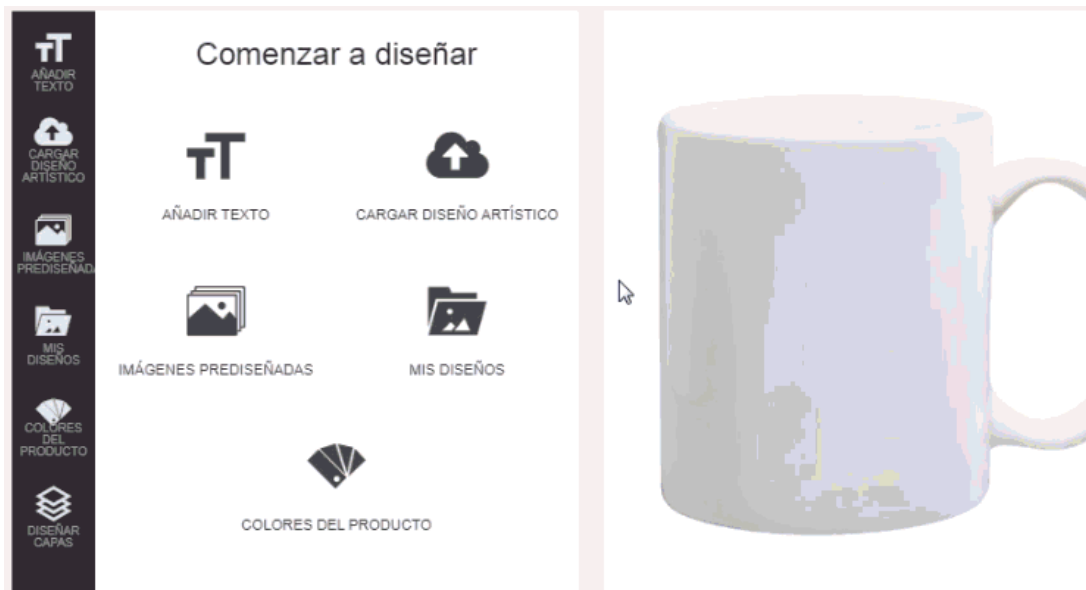 AÑADIR
TEXTO
CARGAR
DISEÑO
ARTÍSTICO
IMÁGENES
PREDISEÑADA
MIS
DISEÑOS
COLORES
DEL
PRODUCTO
DISEÑAR
CAPAS
Comenzar a diseñar
AÑADIR TEXTO
CARGAR DISEÑO ARTÍSTICO
IMÁGENES PREDISEÑADAS
MIS DISEÑOS
COLORES DEL PRODUCTO